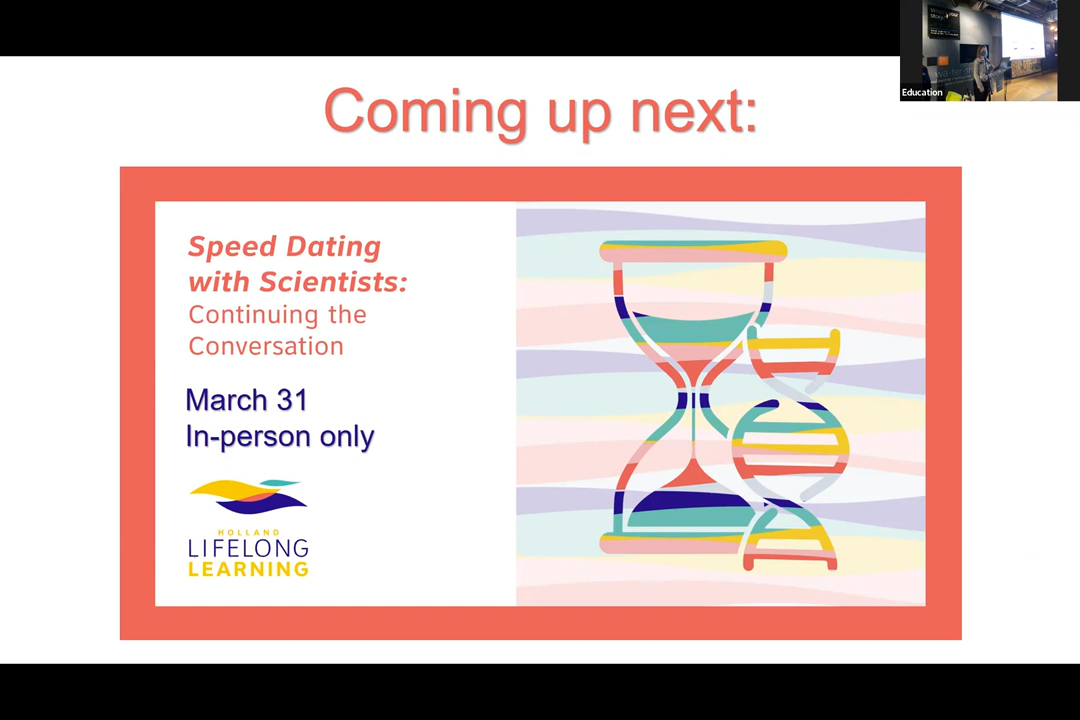 Coming up next:
Speed Dating
with Scientists:
Continuing the
Conversation
March 31
In-person only
HOLLAND
LIFELONG
LEARNING
Education